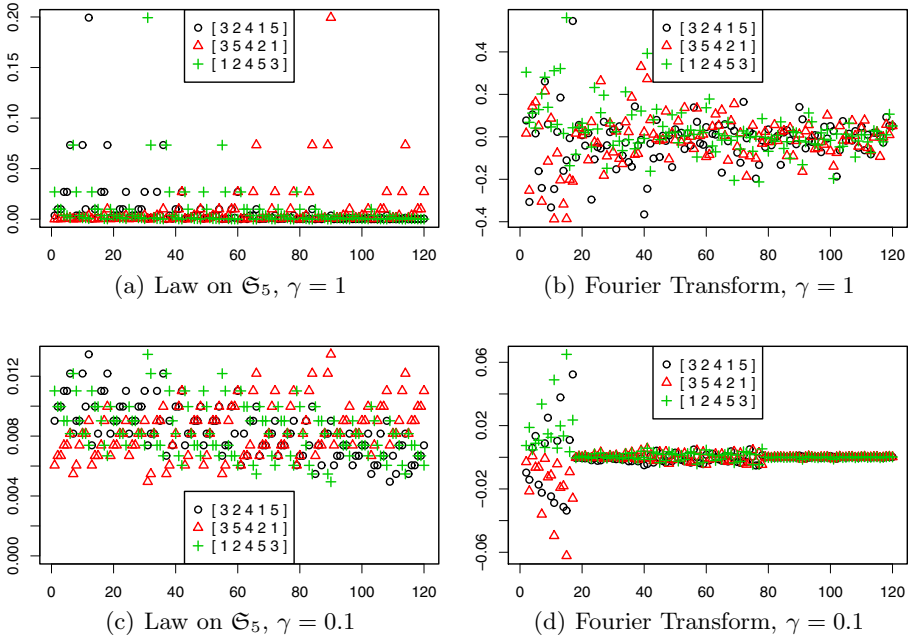 0.20
0.15
0.10
0.05
0.00
[ 3 2 4 1 5 ]
[ 3 5 4 2 1 ]
[ 1 2 4 5 3 ]
0 20 40 60 80 100 120
(a) Law on 𝔖5, γ = 1
0.4
0.2
0.0
−0.2
−0.4
[ 3 2 4 1 5 ]
[ 3 5 4 2 1 ]
[ 1 2 4 5 3 ]
0 20 40 60 80 100 120
(b) Fourier Transform, γ = 1
0.012
0.008
0.004
0.000
[ 3 2 4 1 5 ]
[ 3 5 4 2 1 ]
[ 1 2 4 5 3 ]
0 20 40 60 80 100 120
(c) Law on 𝔖5, γ = 0.1
0.06
0.02
−0.02
−0.06
[ 3 2 4 1 5 ]
[ 3 5 4 2 1 ]
[ 1 2 4 5 3 ]
0 20 40 60 80 100 120
(d) Fourier Transform, γ = 0.1